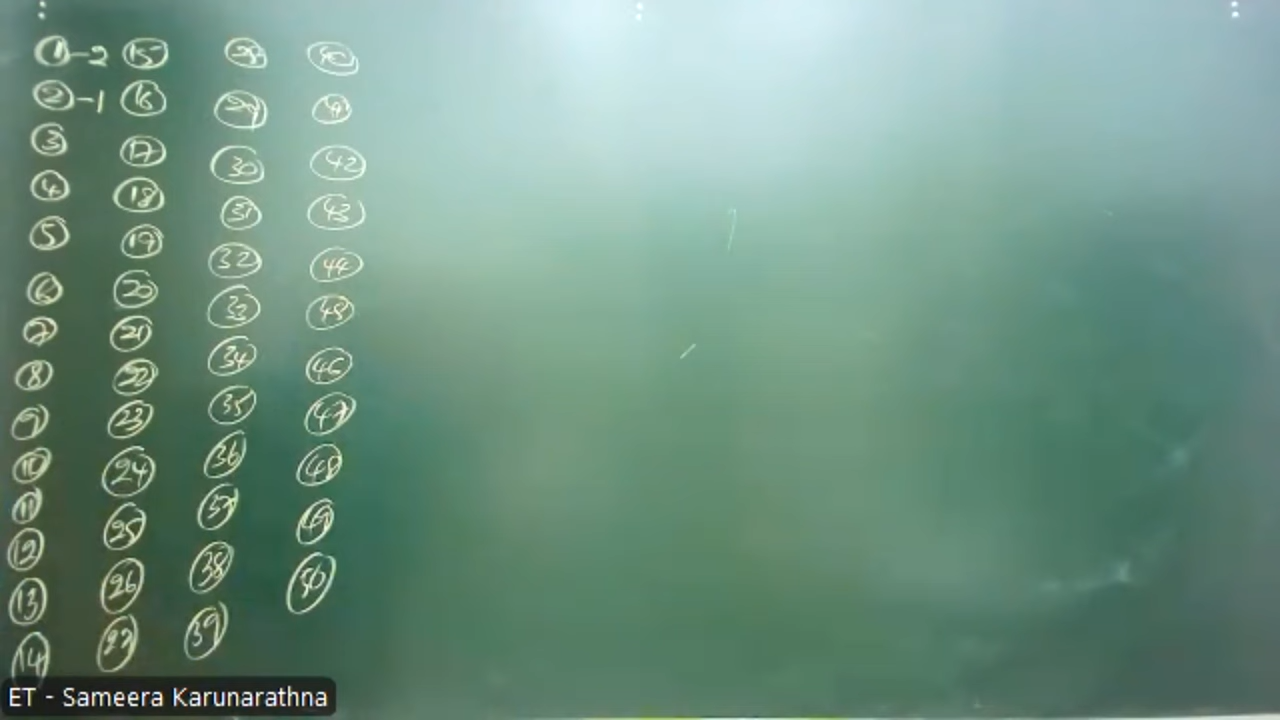 1-2 15 28 40
2-1 16 29 41
3 17 30 42
4 18 31 43
5 19 32 44
6 20 33 45
7 21 34 46
8 22 35 47
9 23 36 48
10 24 37 49
11 25 38 50
12 26 39
13 27
14
ET - Sameera Karunarathna